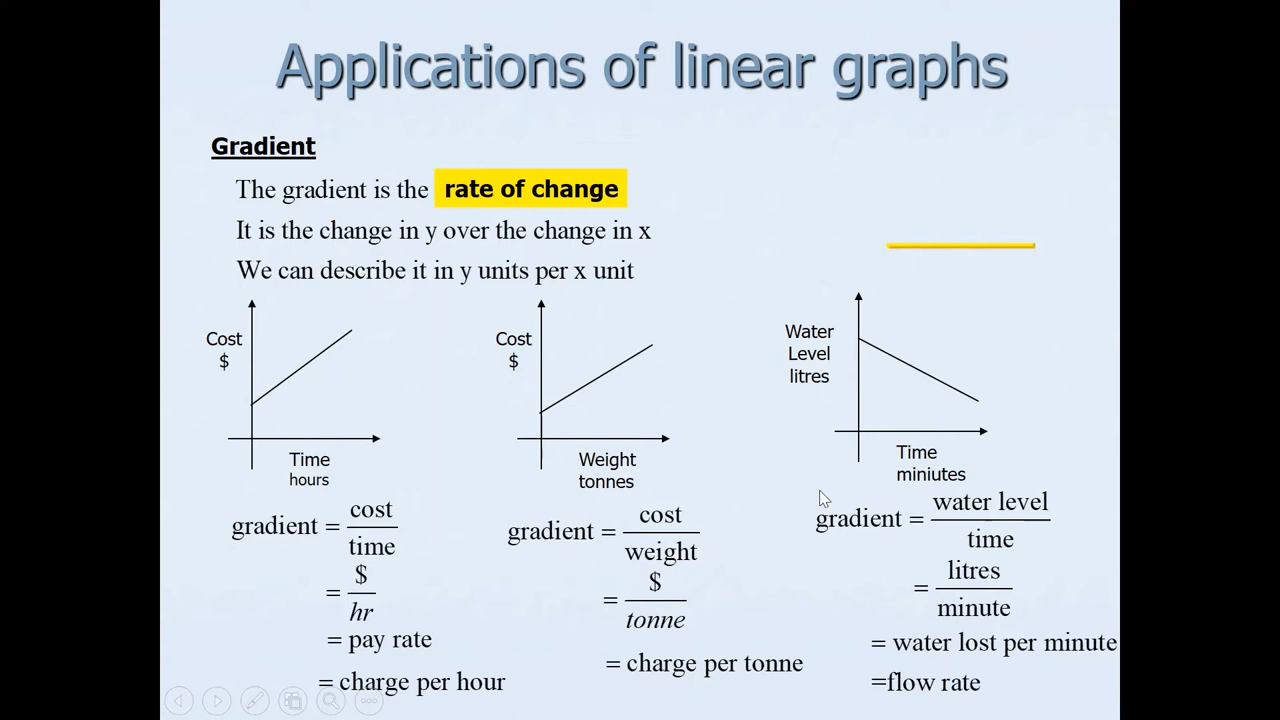 Applications of linear graphs
Gradient
The gradient is the rate of change
It is the change in y over the change in x
We can describe it in y units per x unit
Cost
$
Time
hours
gradient = cost / time
= $ / hr
= pay rate
= charge per hour
Cost
$
Weight
tonnes
gradient = cost / weight
= $ / tonne
= charge per tonne
Water
Level
litres
Time
miniutes
gradient = water level / time
= litres / minute
= water lost per minute
=flow rate